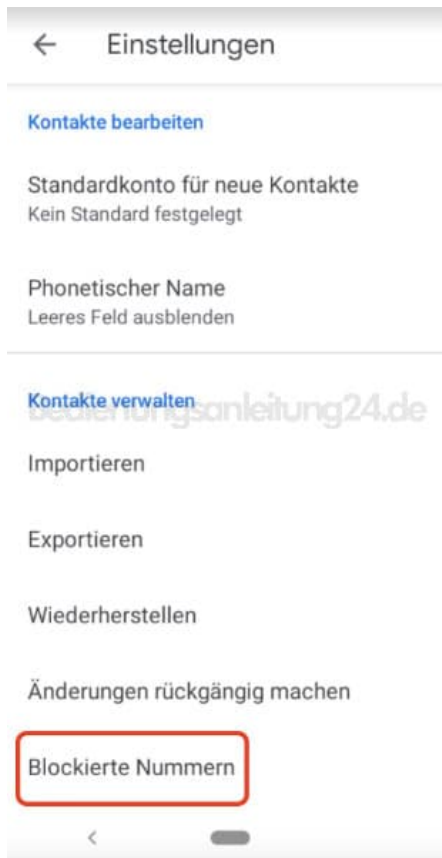 Einstellungen
Kontakte bearbeiten
Standardkonto für neue Kontakte
Kein Standard festgelegt
Phonetischer Name
Leeres Feld ausblenden
Kontakte verwalten
bedienungsanleitung24.de
Importieren
Exportieren
Wiederherstellen
Änderungen rückgängig machen
Blockierte Nummern